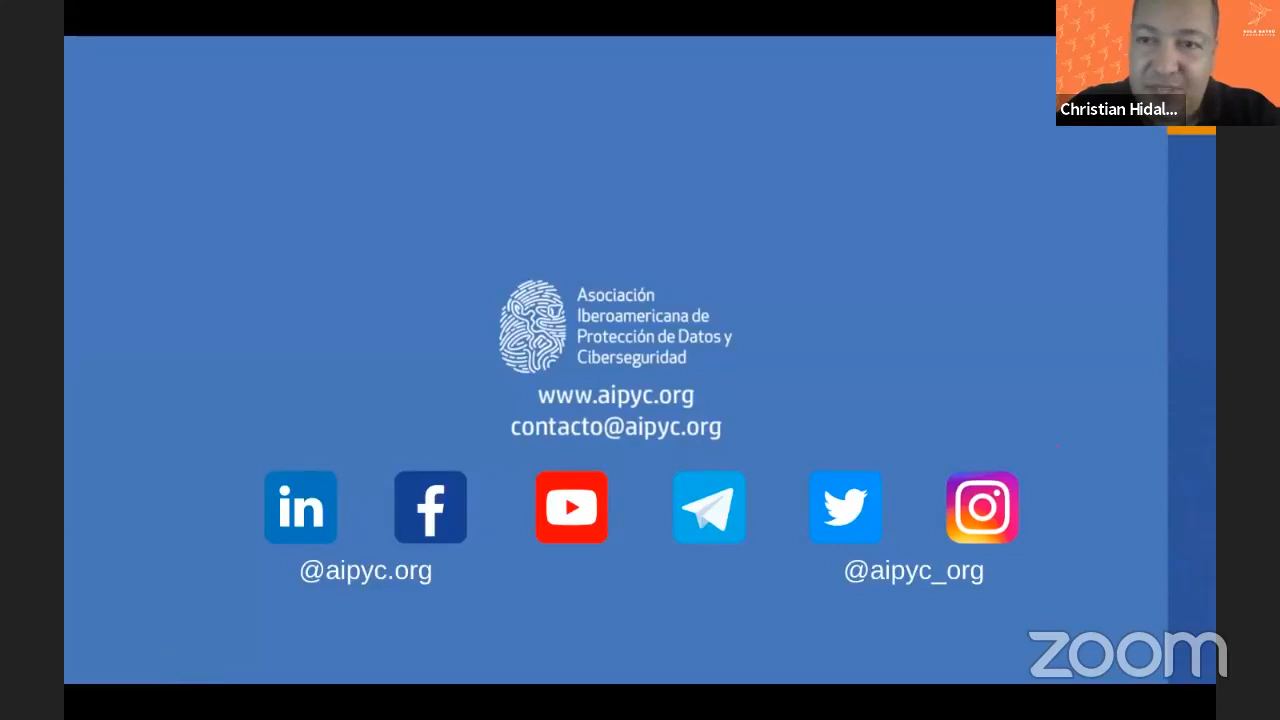 Christian Hidal...
Asociación
Iberoamericana de
Protección de Datos y
Ciberseguridad
www.aipyc.org
contacto@aipyc.org
in
f
@aipyc.org
@aipyc_org
zoom